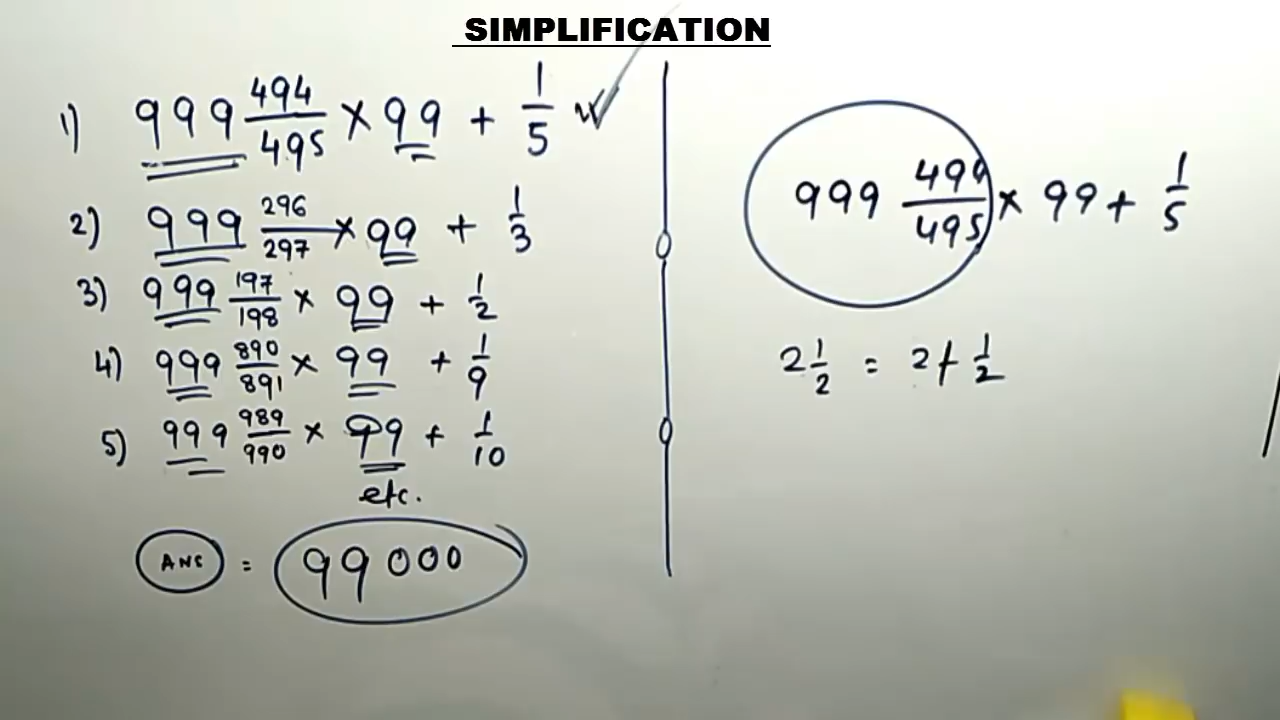 SIMPLIFICATION
1) 999 494/495 × 99 + 1/5
2) 999 296/297 × 99 + 1/3
3) 999 197/198 × 99 + 1/2
4) 999 890/891 × 99 + 1/9
5) 999 989/990 × 99 + 1/10
etc.
ANS = 99000
999 494/495 × 99 + 1/5
2 1/2 = 2 + 1/2